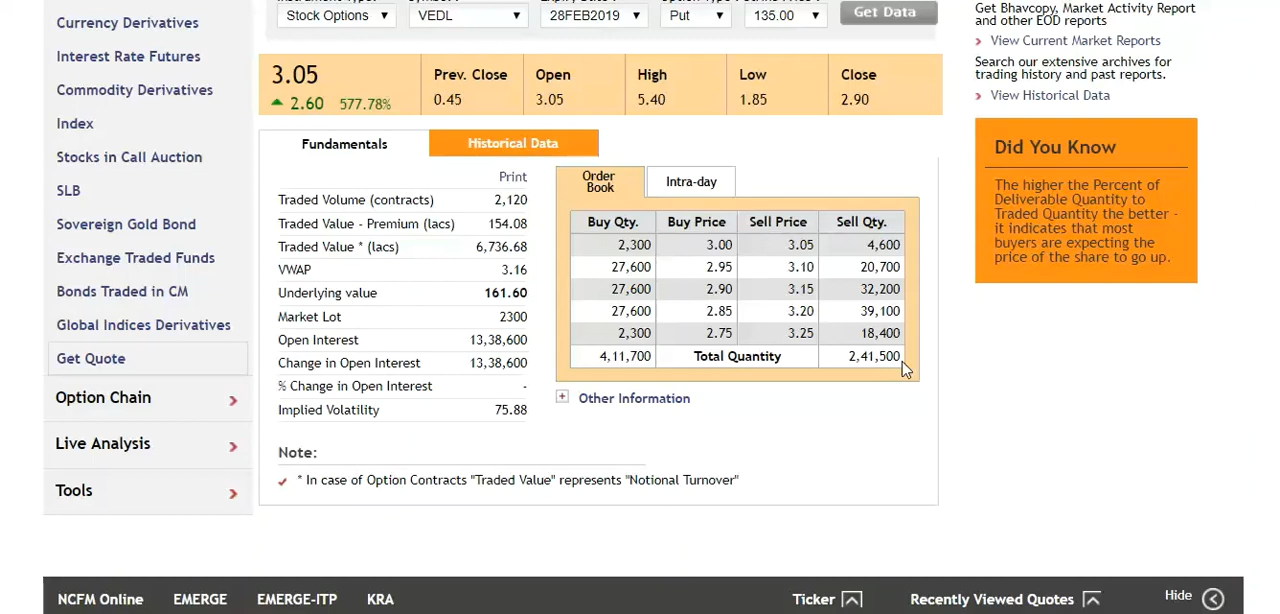 Currency Derivatives
Interest Rate Futures
Commodity Derivatives
Index
Stocks in Call Auction
SLB
Sovereign Gold Bond
Exchange Traded Funds
Bonds Traded in CM
Global Indices Derivatives
Get Quote
Option Chain
Live Analysis
Tools
Stock Options VEDL 28FEB2019 Put 135.00 Get Data
3.05
2.60 577.78%
Prev. Close Open High Low Close
0.45 3.05 5.40 1.85 2.90
Fundamentals Historical Data
Print
Traded Volume (contracts) 2,120
Traded Value - Premium (lacs) 154.08
Traded Value * (lacs) 6,736.68
VWAP 3.16
Underlying value 161.60
Market Lot 2300
Open Interest 13,38,600
Change in Open Interest 13,38,600
% Change in Open Interest -
Implied Volatility 75.88
Order
Book
Intra-day
Buy Qty. Buy Price Sell Price Sell Qty.
2,300 3.00 3.05 4,600
27,600 2.95 3.10 20,700
27,600 2.90 3.15 32,200
27,600 2.85 3.20 39,100
2,300 2.75 3.25 18,400
4,11,700 Total Quantity 2,41,500
+ Other Information
Note:
* In case of Option Contracts "Traded Value" represents "Notional Turnover"
Get Bhavcopy, Market Activity Report
and other EOD reports
View Current Market Reports
Search our extensive archives for
trading history and past reports.
View Historical Data
Did You Know
The higher the Percent of
Deliverable Quantity to
Traded Quantity the better -
it indicates that most
buyers are expecting the
price of the share to go up.
NCFM Online EMERGE EMERGE-ITP KRA Ticker Recently Viewed Quotes Hide